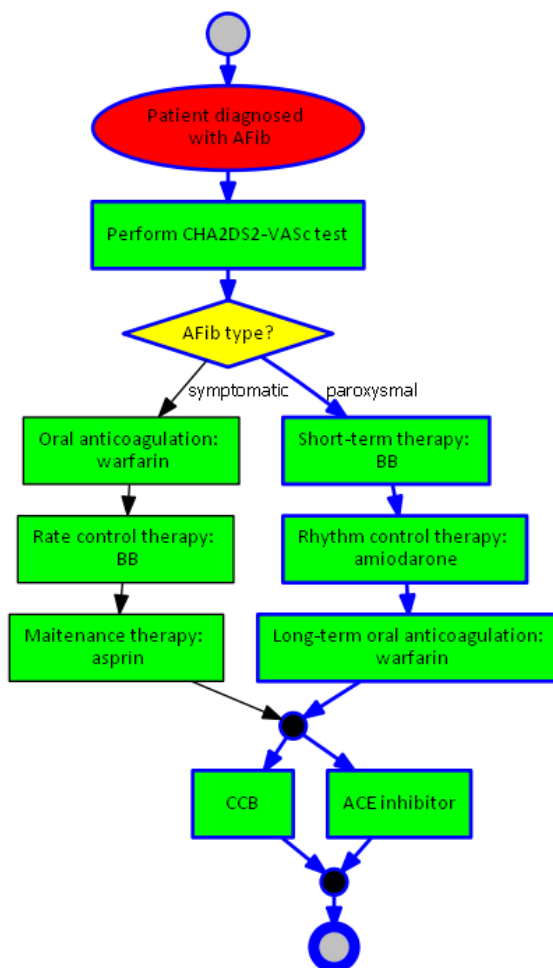 Patient diagnosed
with AFib
Perform CHA2DS2-VASc test
AFib type?
symptomatic
paroxysmal
Oral anticoagulation:
warfarin
Short-term therapy:
BB
Rate control therapy:
BB
Rhythm control therapy:
amiodarone
Maitenance therapy:
asprin
Long-term oral anticoagulation:
warfarin
CCB
ACE inhibitor